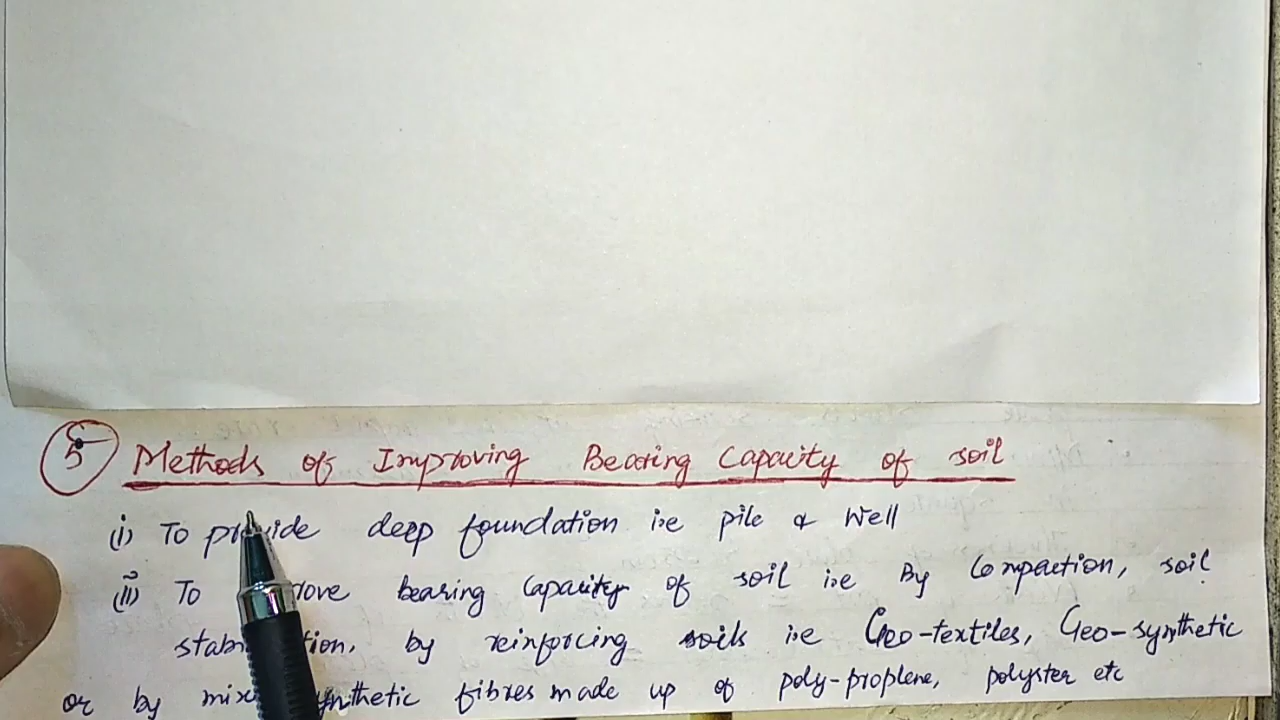 5 Methods of Improving Bearing Capacity of soil
(i) To provide deep foundation i.e pile & Well
(ii) To bearing capacity of soil i.e By Compaction, soil
by reinforcing soils i.e Geo-textiles, Geo-synthetic
or by synthetic fibres made up of poly-proplene, polyster etc